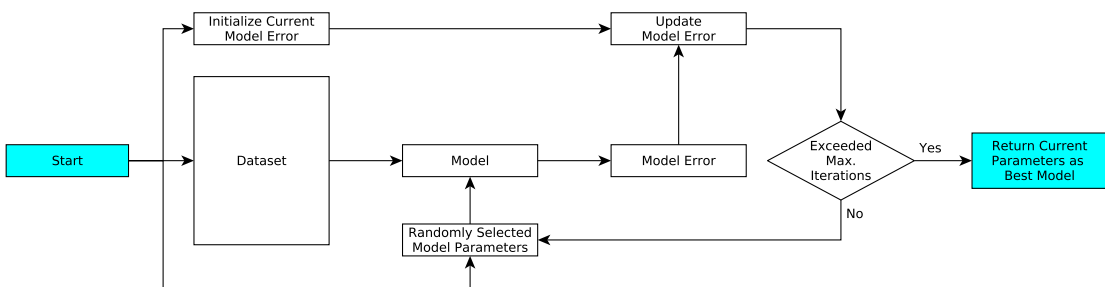 Initialize Current
Model Error
Update
Model Error
Start
Dataset
Model
Model Error
Exceeded
Max.
Iterations
Yes
Return Current
Parameters as
Best Model
No
Randomly Selected
Model Parameters